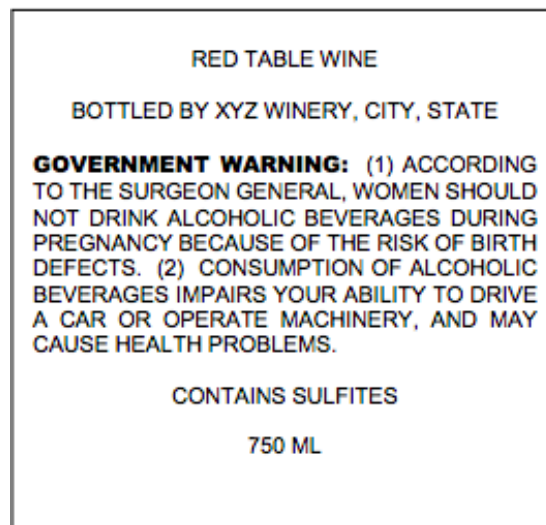 RED TABLE WINE
BOTTLED BY XYZ WINERY, CITY, STATE
GOVERNMENT WARNING: (1) ACCORDING
TO THE SURGEON GENERAL, WOMEN SHOULD
NOT DRINK ALCOHOLIC BEVERAGES DURING
PREGNANCY BECAUSE OF THE RISK OF BIRTH
DEFECTS. (2) CONSUMPTION OF ALCOHOLIC
BEVERAGES IMPAIRS YOUR ABILITY TO DRIVE
A CAR OR OPERATE MACHINERY, AND MAY
CAUSE HEALTH PROBLEMS.
CONTAINS SULFITES
750 ML